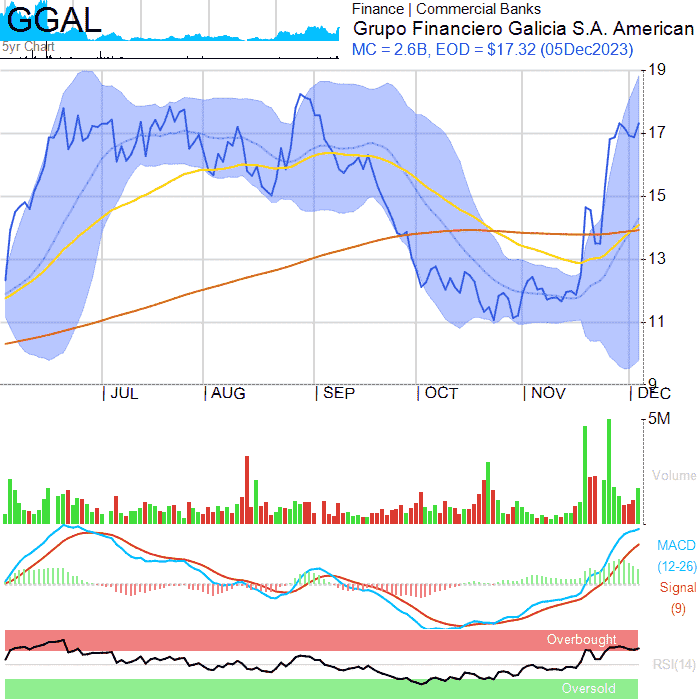 GGAL
5yr Chart
Finance | Commercial Banks
Grupo Financiero Galicia S.A. American
MC = 2.6B, EOD = $17.32 (05Dec2023)
19
17
15
13
11
9
JUL
AUG
SEP
OCT
NOV
DEC
5M
Volume
MACD
(12-26)
Signal
(9)
Overbought
RSI(14)
Oversold